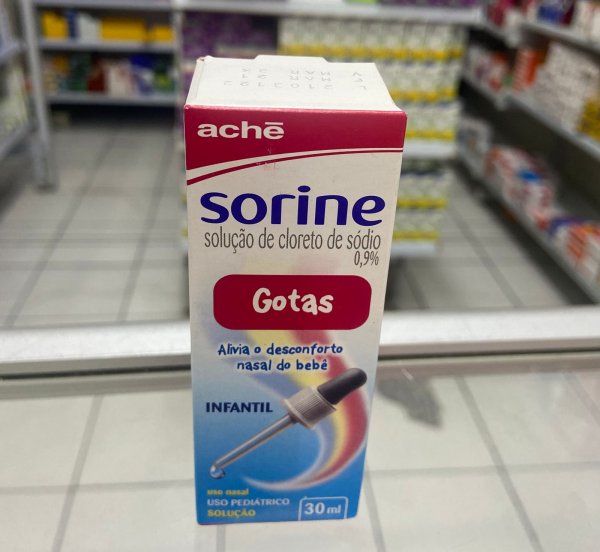 achē
sorine
solução de cloreto de sódio
0,9%
Gotas
Alivia o desconforto
nasal do bebê
INFANTIL
uso nasal
USO PEDIÁTRICO
SOLUÇÃO
30 ml